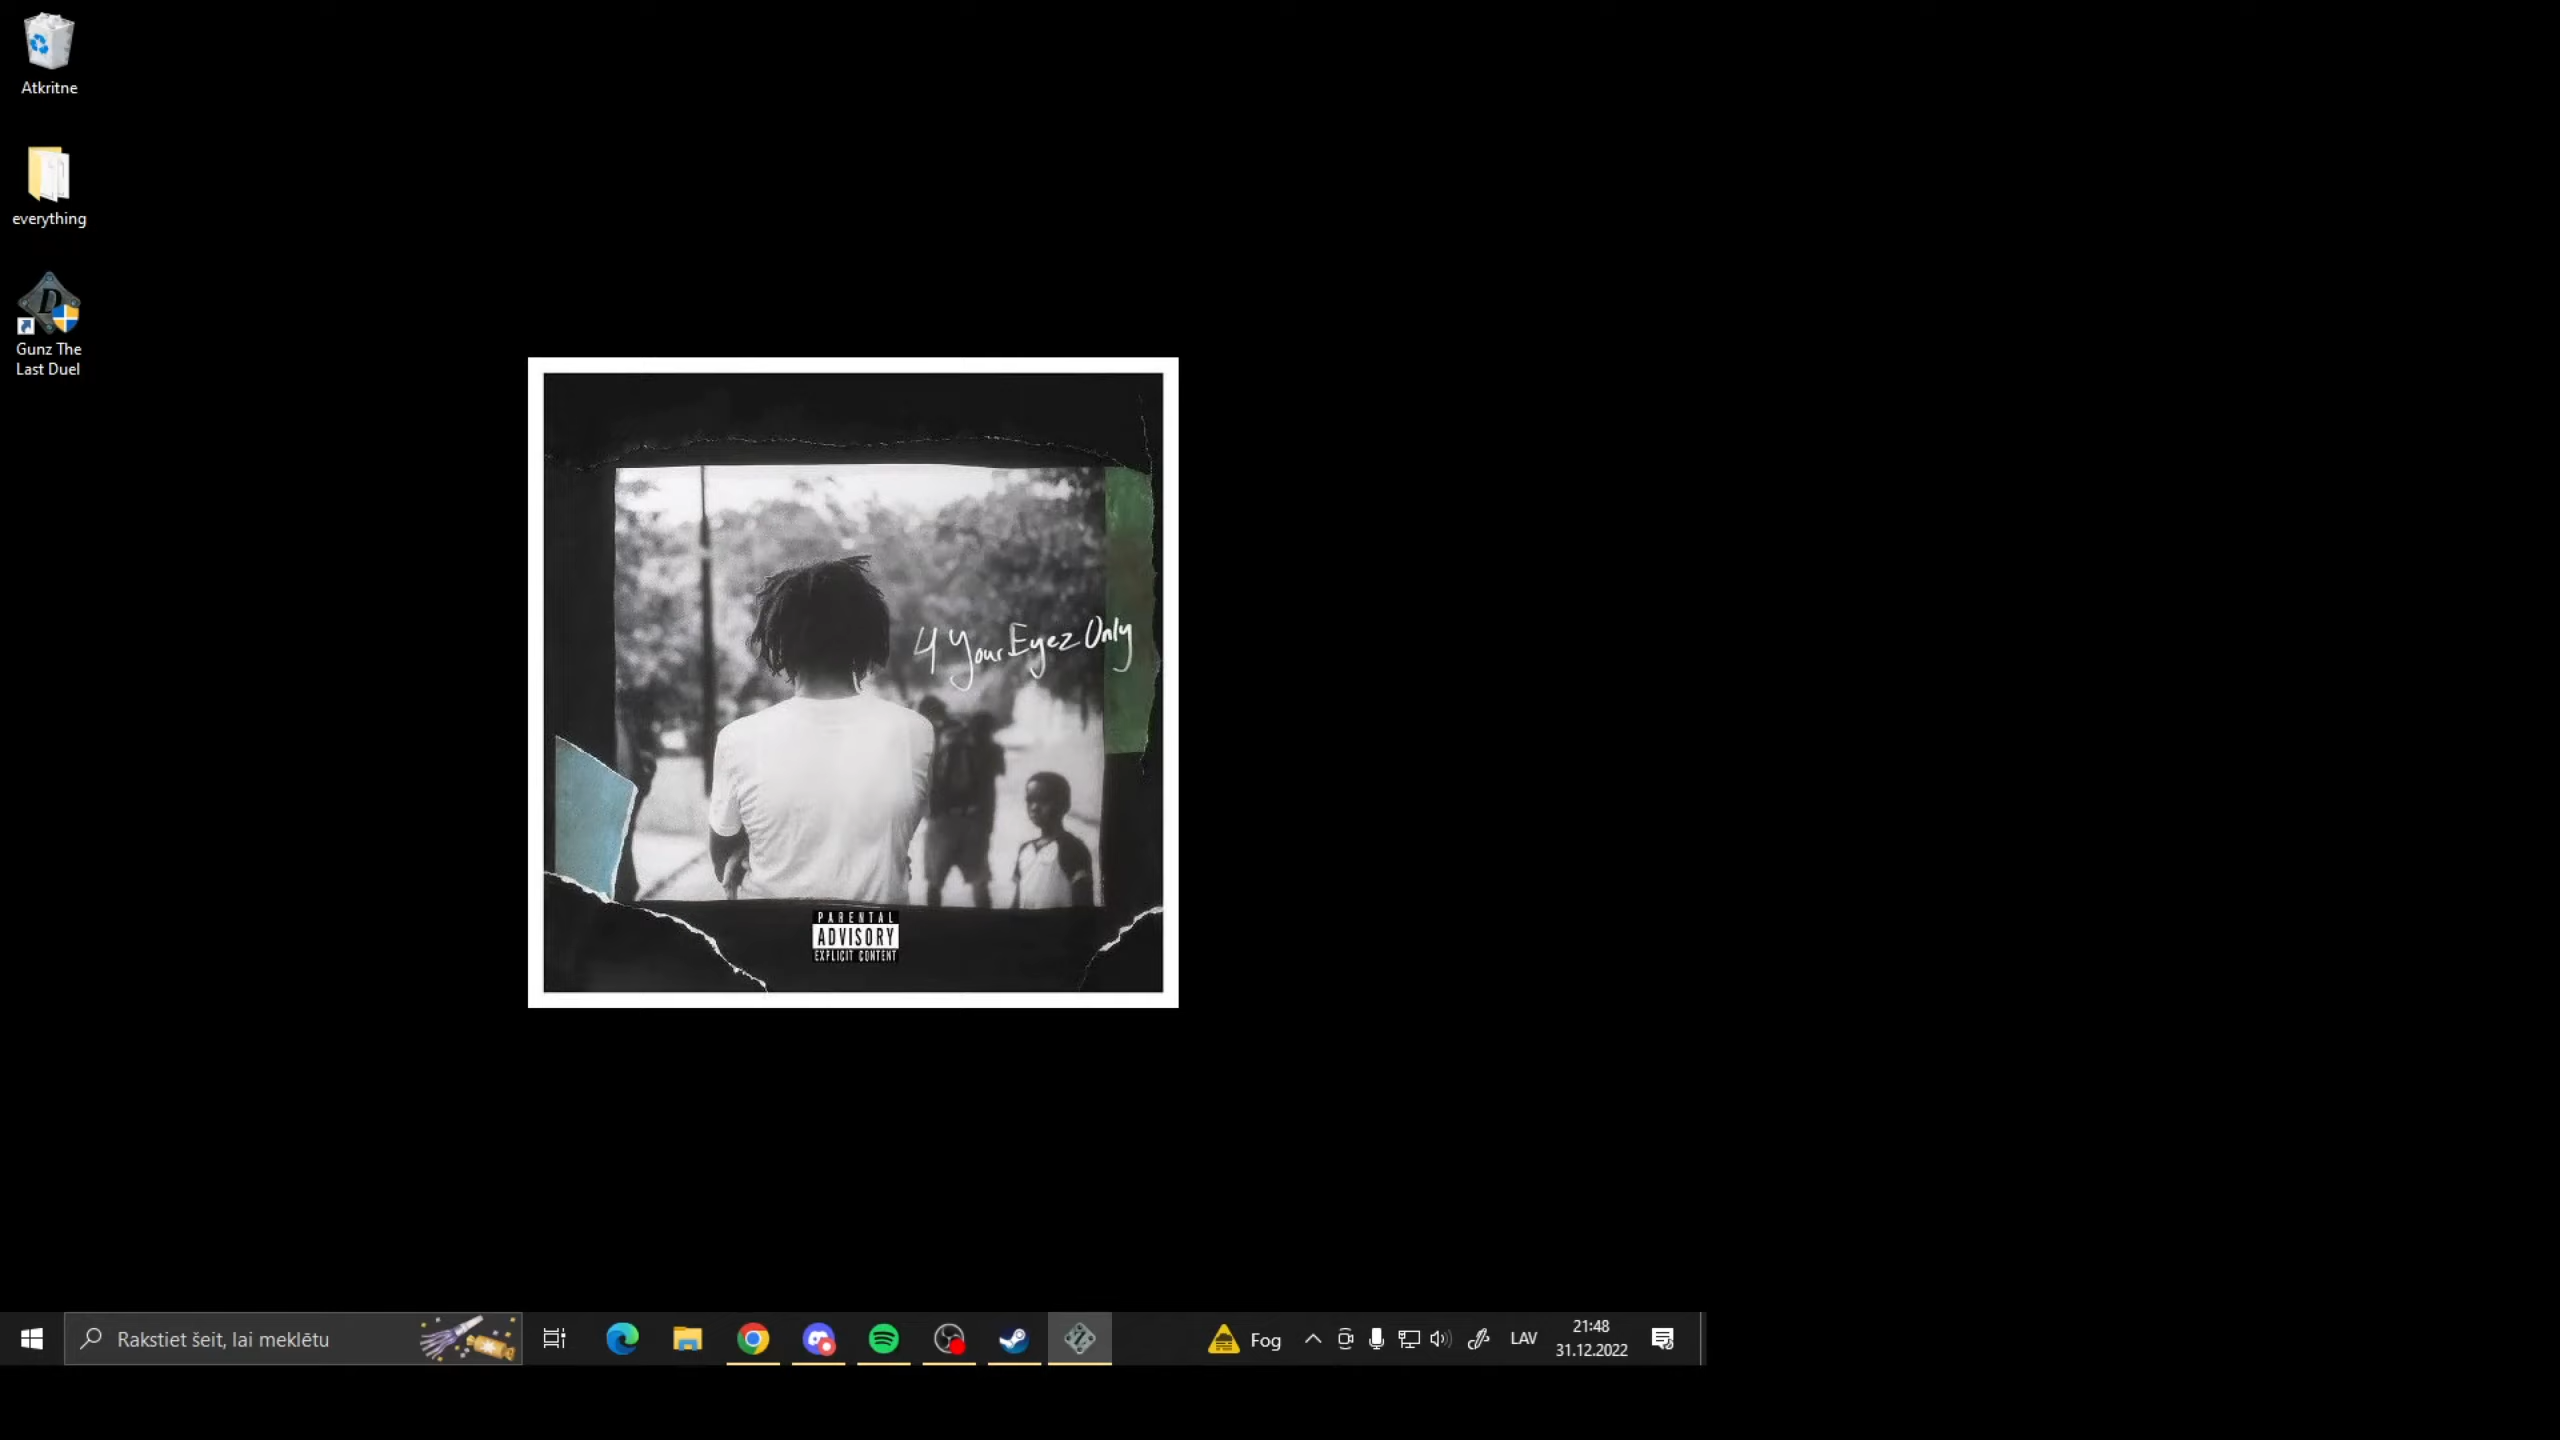 Atkritne
everything
Gunz The
Last Duel
4 Your Eyez Only
PARENTAL
ADVISORY
EXPLICIT CONTENT
Rakstiet šeit, lai meklētu
Fog
LAV
21:48
31.12.2022